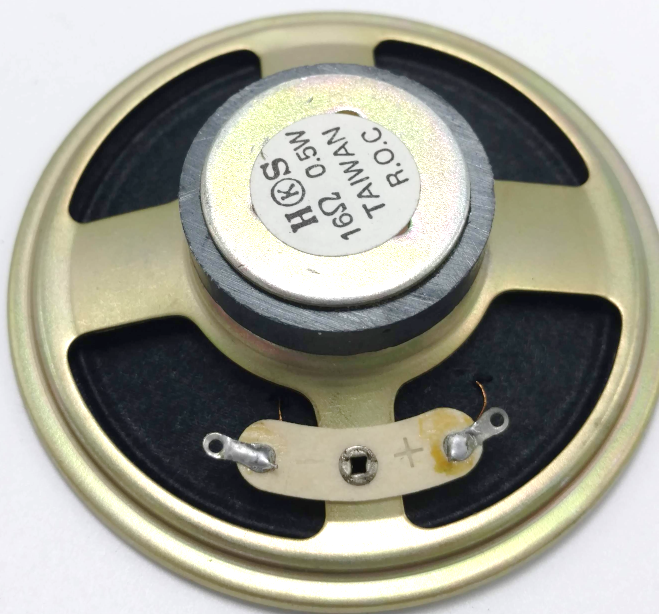 HⓀS
16Ω 0.5W
TAIWAN
R.O.C
− +